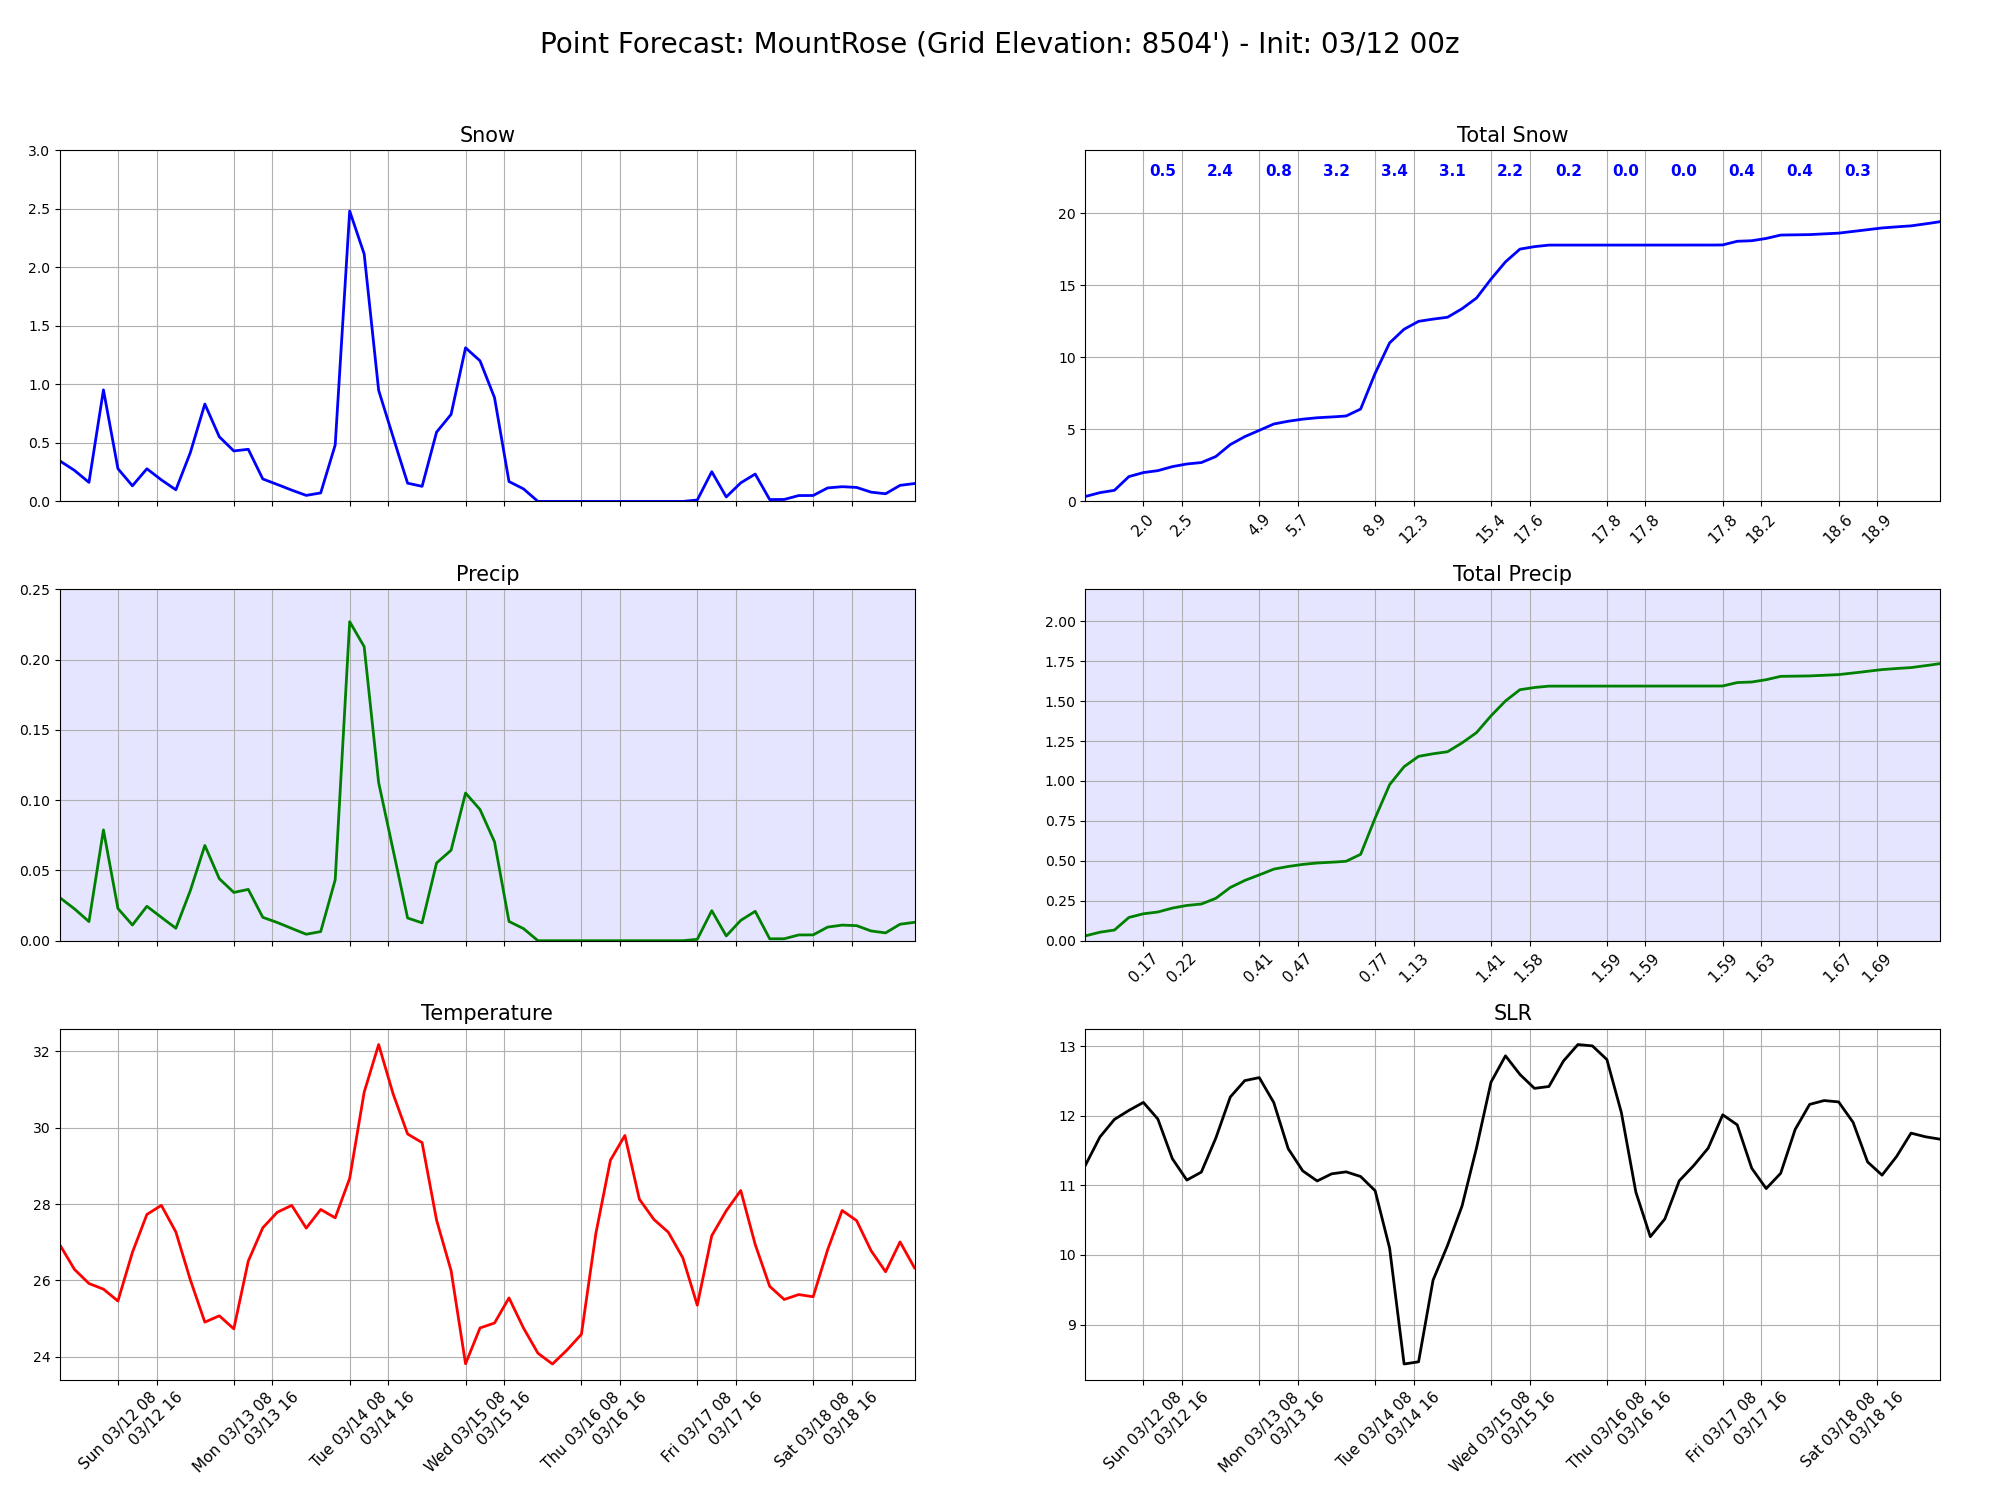 Point Forecast: MountRose (Grid Elevation: 8504') - Init: 03/12 00z
Snow
3.0
2.5
2.0
1.5
1.0
0.5
0.0
Total Snow
0.5 2.4 0.8 3.2 3.4 3.1 2.2 0.2 0.0 0.0 0.4 0.4 0.3
20
15
10
5
0
2.0 2.5 4.9 5.7 8.9 12.3 15.4 17.6 17.8 17.8 17.8 18.2 18.6 18.9
Precip
0.25
0.20
0.15
0.10
0.05
0.00
Total Precip
2.00
1.75
1.50
1.25
1.00
0.75
0.50
0.25
0.00
0.17 0.22 0.41 0.47 0.77 1.13 1.41 1.58 1.59 1.59 1.59 1.63 1.67 1.69
Temperature
32
30
28
26
24
Sun 03/12 08
03/12 16
Mon 03/13 08
03/13 16
Tue 03/14 08
03/14 16
Wed 03/15 08
03/15 16
Thu 03/16 08
03/16 16
Fri 03/17 08
03/17 16
Sat 03/18 08
03/18 16
SLR
13
12
11
10
9
Sun 03/12 08
03/12 16
Mon 03/13 08
03/13 16
Tue 03/14 08
03/14 16
Wed 03/15 08
03/15 16
Thu 03/16 08
03/16 16
Fri 03/17 08
03/17 16
Sat 03/18 08
03/18 16